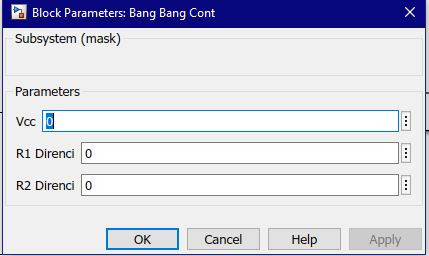 Block Parameters: Bang Bang Cont
Subsystem (mask)
Parameters
Vcc 0
R1 Direnci 0
R2 Direnci 0
OK Cancel Help Apply